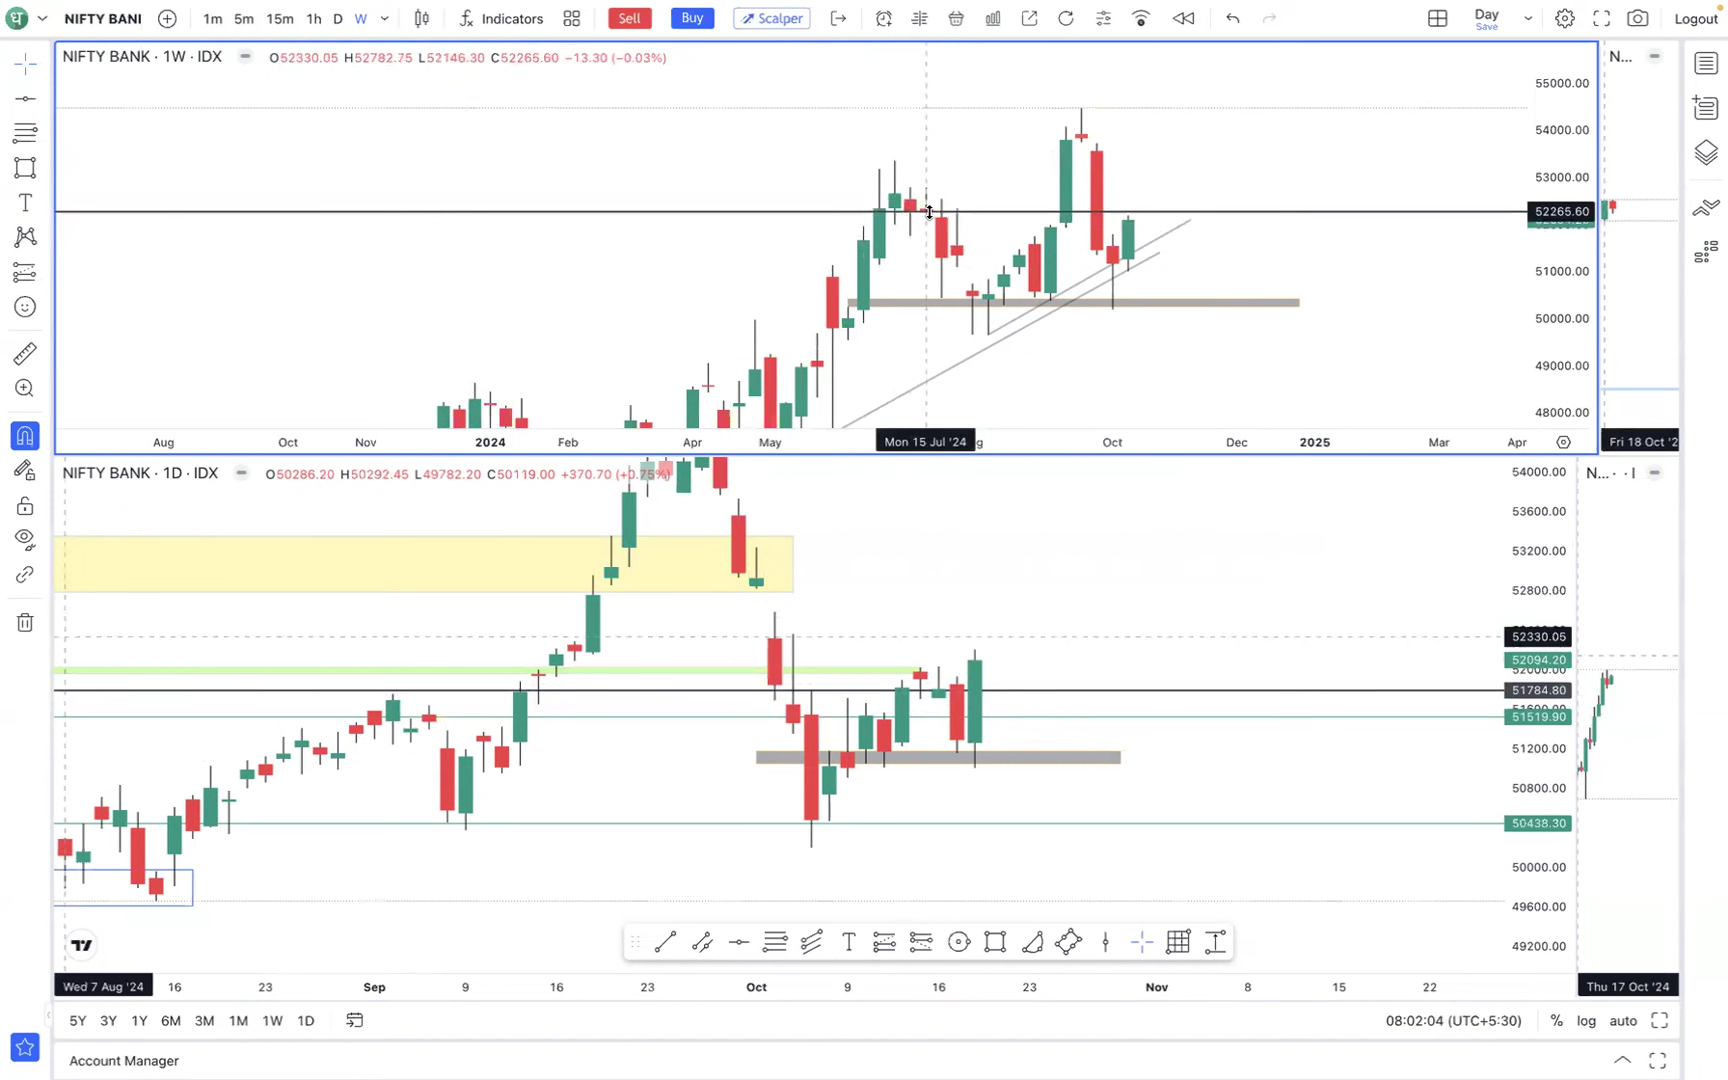 ध NIFTY BANI 1m 5m 15m 1h D W Indicators Sell Buy Scalper Day Save Logout
NIFTY BANK · 1W · IDX O52330.05 H52782.75 L52146.30 C52265.60 −13.30 (−0.03%)
N...
55000.00
54000.00
53000.00
52265.60
51000.00
50000.00
49000.00
48000.00
Aug Oct Nov 2024 Feb Apr May Mon 15 Jul '24 g Oct Dec 2025 Mar Apr Fri 18 Oct '2
NIFTY BANK · 1D · IDX O50286.20 H50292.45 L49782.20 C50119.00 +370.70 (+0.75%)
N... · · I
54000.00
53600.00
53200.00
52800.00
52330.05
52094.20
52000.00
51784.80
51600.00
51519.90
51200.00
50800.00
50438.30
50000.00
49600.00
49200.00
T
Wed 7 Aug '24 16 23 Sep 9 16 23 Oct 9 16 23 Nov 8 15 22 Thu 17 Oct '24
5Y 3Y 1Y 6M 3M 1M 1W 1D 08:02:04 (UTC+5:30) % log auto
Account Manager